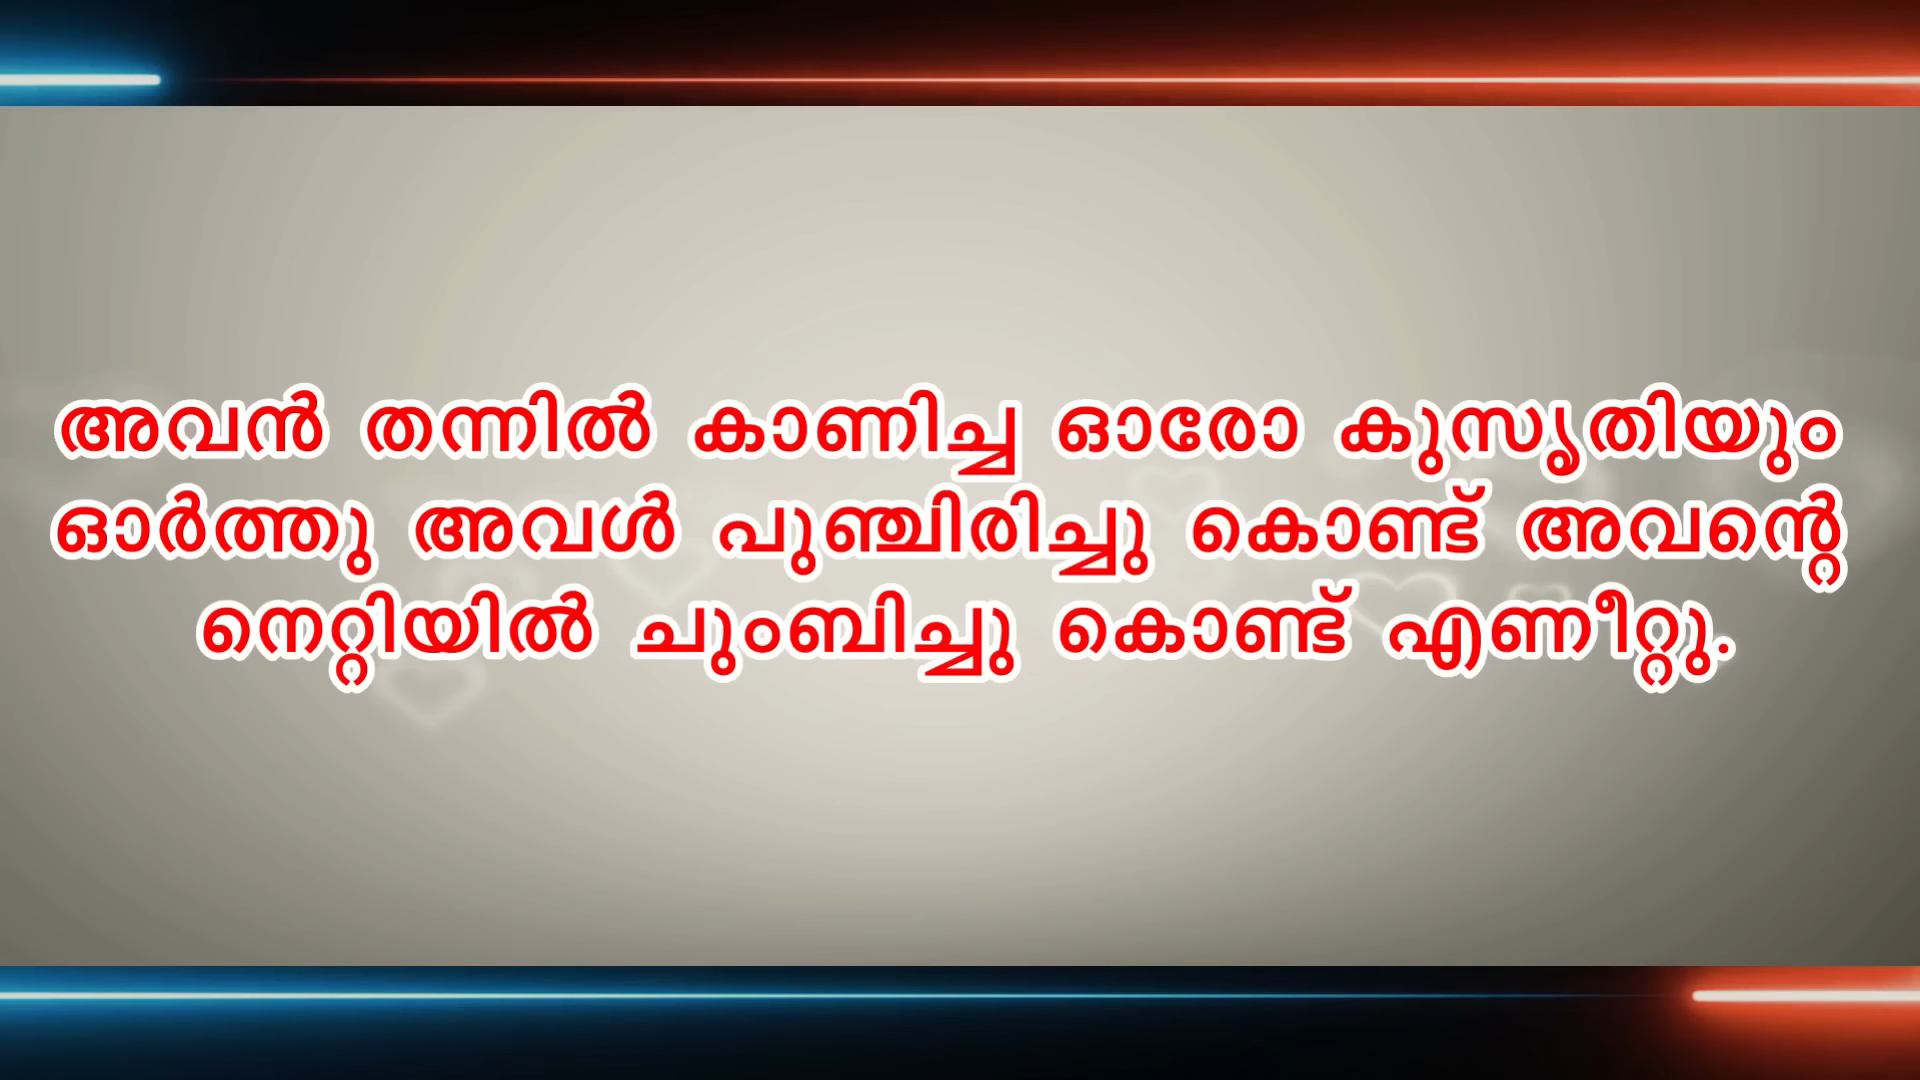 അവൻ തന്നിൽ കാണിച്ച ഓരോ കുസൃതിയും
ഓർത്തു അവൾ പുഞ്ചിരിച്ചു കൊണ്ട് അവന്റെ
നെറ്റിയിൽ ചുംബിച്ചു കൊണ്ട് എണീറ്റു.